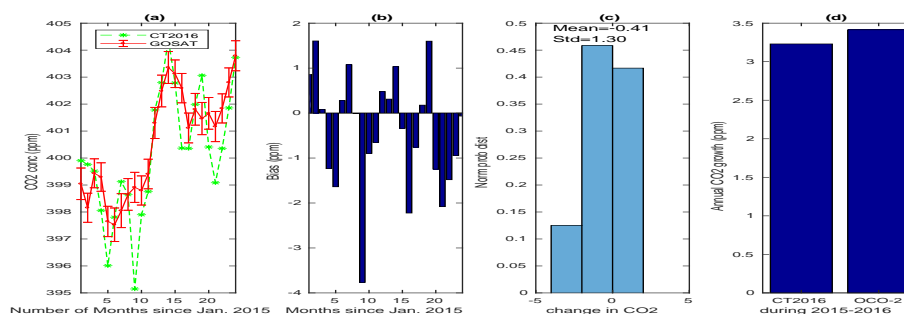 (a)
CT2016
GOSAT
CO2 conc (ppm)
405
404
403
402
401
400
399
398
397
396
395
5
10
15
20
Number of Months since Jan. 2015
(b)
Bias (ppm)
2
1
0
-1
-2
-3
-4
5
10
15
20
Months since Jan. 2015
(c)
Mean=-0.41
Std=1.30
Norm prob dist
0.5
0.45
0.4
0.35
0.3
0.25
0.2
0.15
0.1
0.05
0
-5
0
5
change in CO2
(d)
Annual CO2 growth (ppm)
3.5
3
2.5
2
1.5
1
0.5
0
CT2016
OCO-2
during 2015-2016